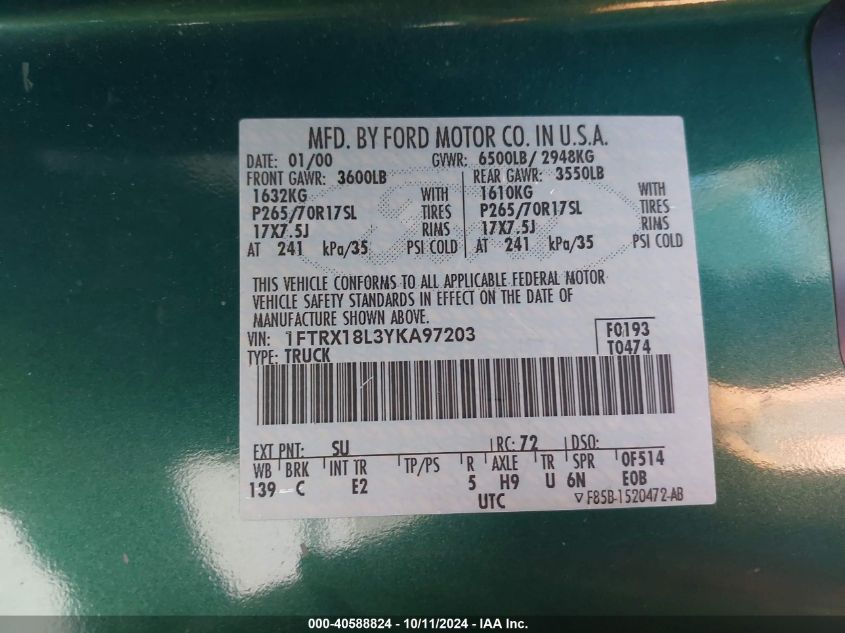 MFD. BY FORD MOTOR CO. IN U.S.A.
DATE: 01/00 GVWR: 6500LB/ 2948KG
FRONT GAWR: 3600LB REAR GAWR: 3550LB
1632KG WITH 1610KG WITH
P265/70R17SL TIRES P265/70R17SL TIRES
17X7.5J RIMS 17X7.5J RIMS
AT 241 kPa/35 PSI COLD AT 241 kPa/35 PSI COLD
THIS VEHICLE CONFORMS TO ALL APPLICABLE FEDERAL MOTOR
VEHICLE SAFETY STANDARDS IN EFFECT ON THE DATE OF
MANUFACTURE SHOWN ABOVE.
VIN: 1FTRX18L3YKA97203 F0193
TYPE: TRUCK T0474
EXT PNT: SU RC: 72 DSO:
WB BRK INT TR TP/PS R AXLE TR SPR 0F514
139 - C E2 5 H9 U 6N E0B
UTC F85B-1520472-AB
000-40588824 - 10/11/2024 - IAA Inc.